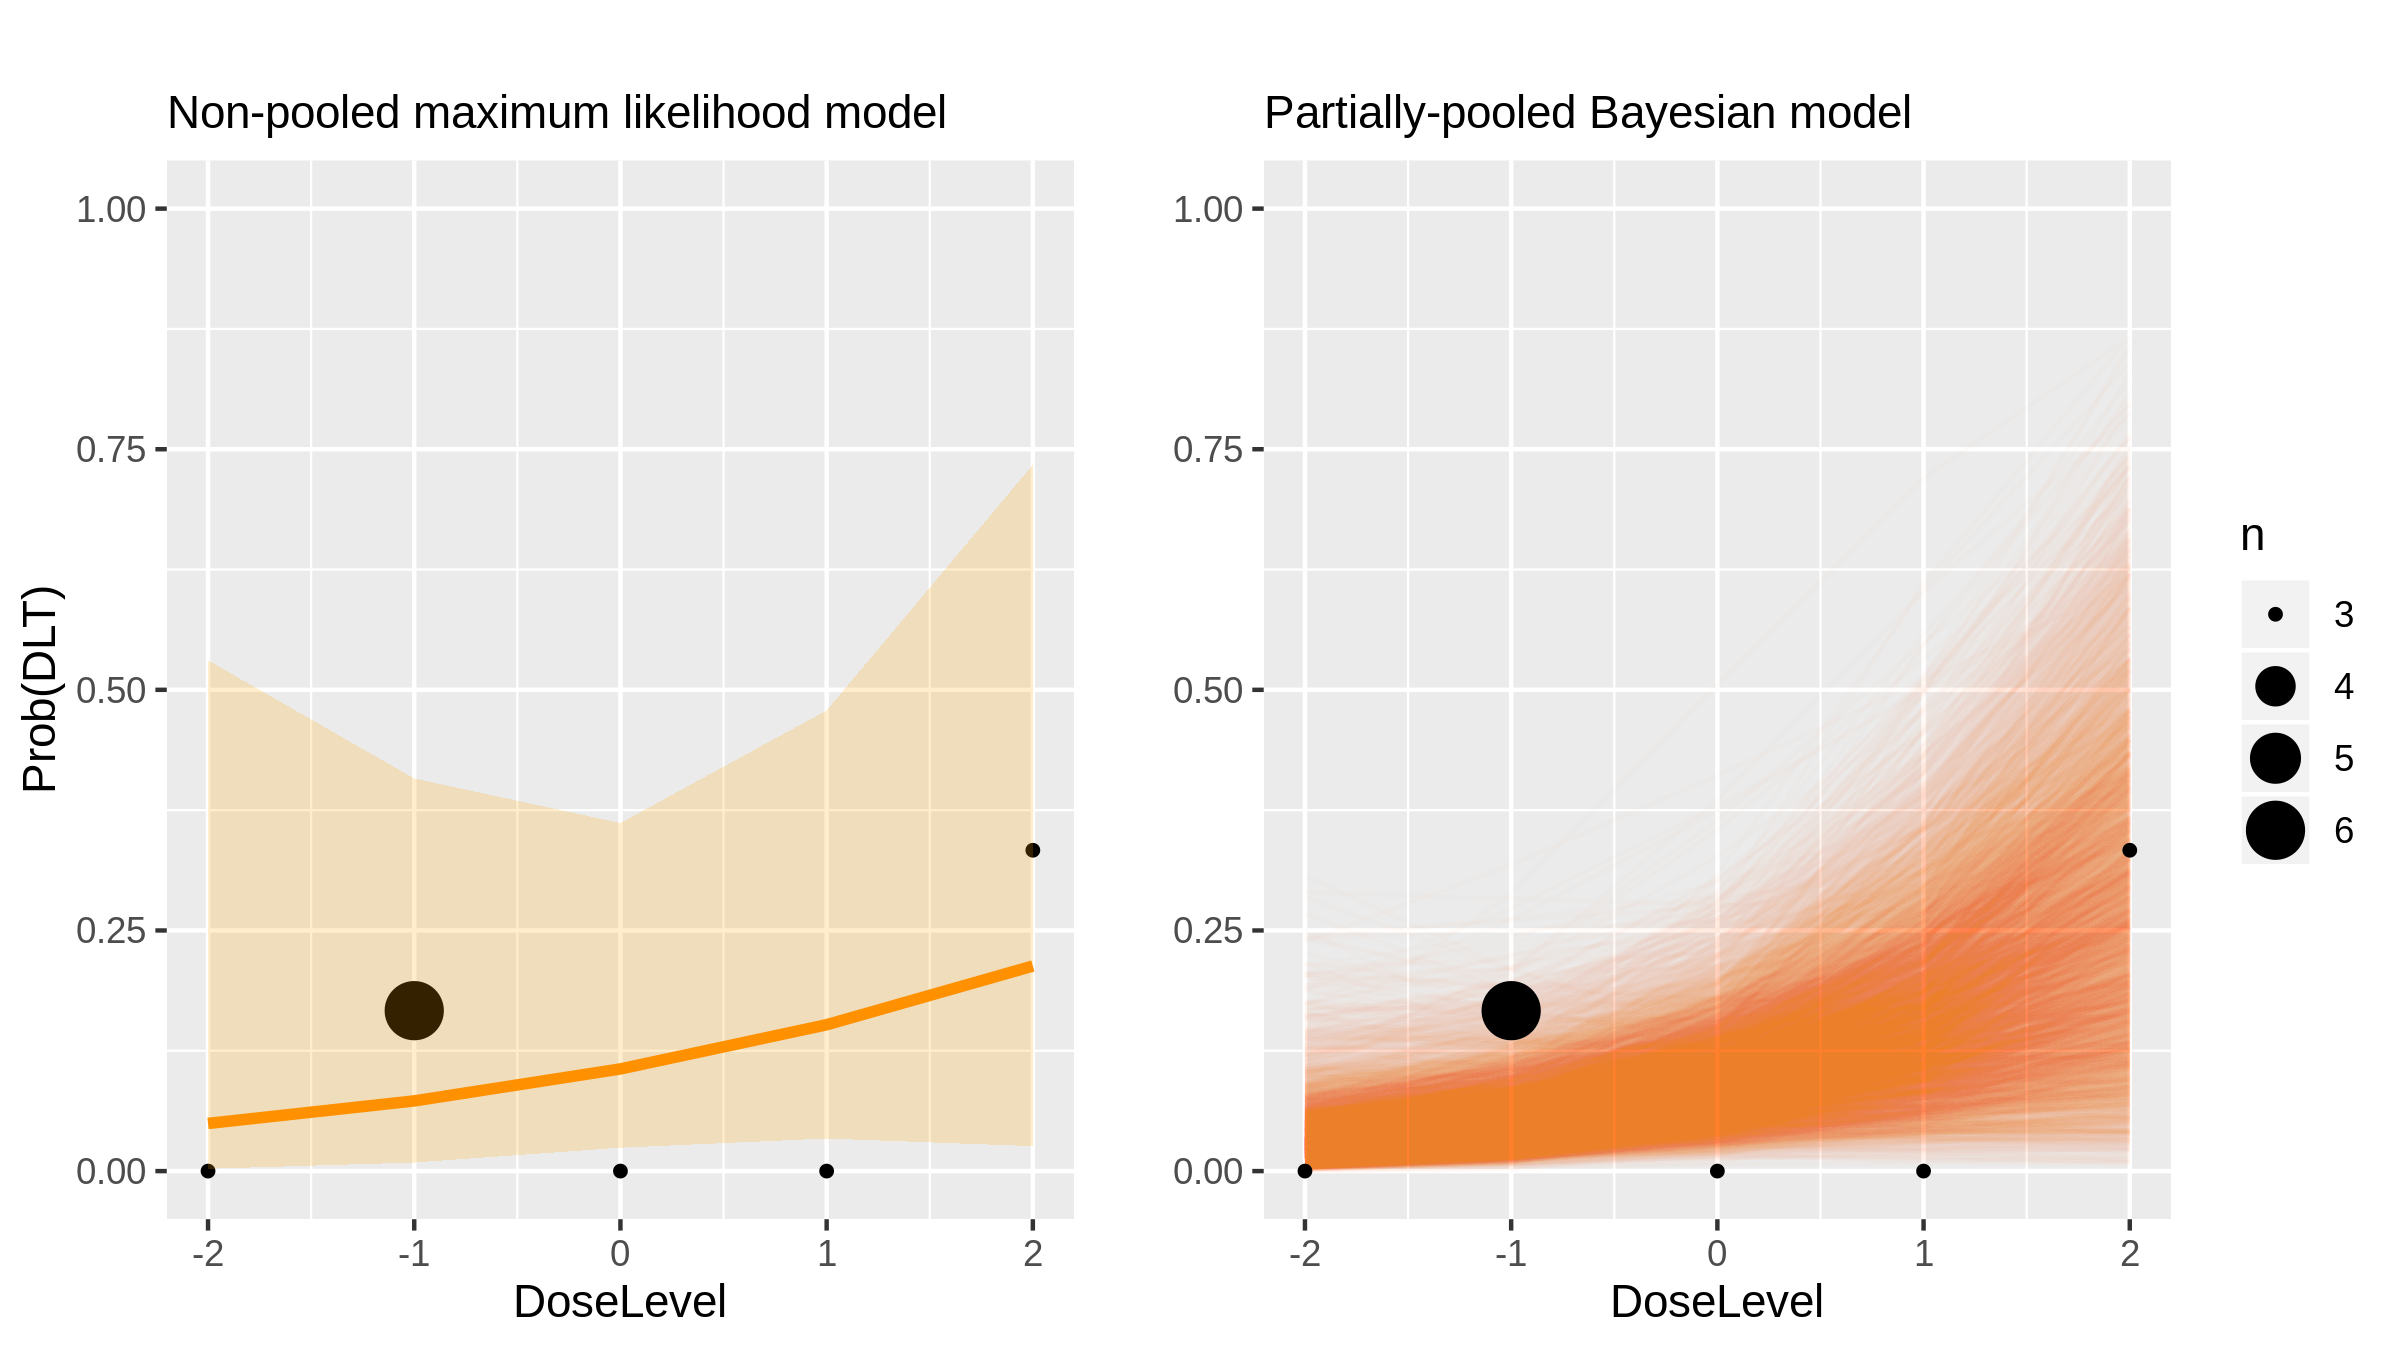 Non-pooled maximum likelihood model
Partially-pooled Bayesian model
Prob(DLT)
1.00
0.75
0.50
0.25
0.00
-2 -1 0 1 2
DoseLevel
1.00
0.75
0.50
0.25
0.00
-2 -1 0 1 2
DoseLevel
n
3
4
5
6